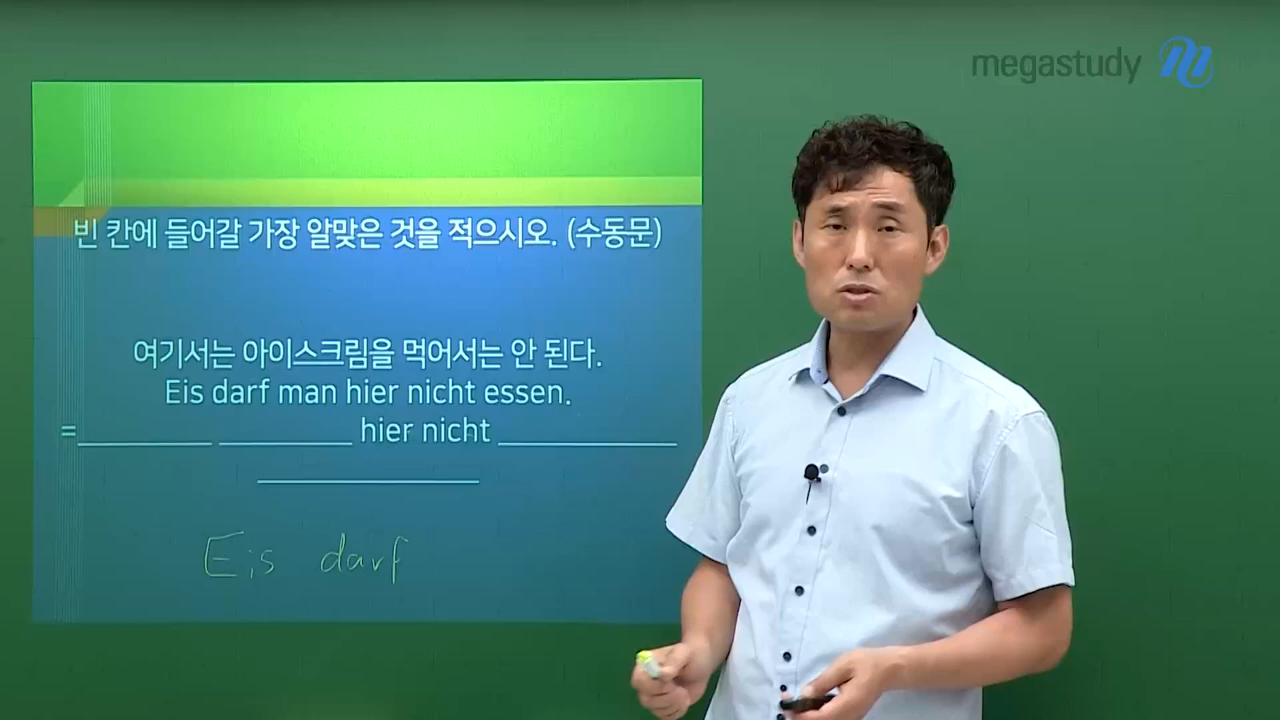 megastudy
빈 칸에 들어갈 가장 알맞은 것을 적으시오. (수동문)
여기서는 아이스크림을 먹어서는 안 된다.
Eis darf man hier nicht essen.
=__________ __________ hier nicht __________
__________
Eis darf